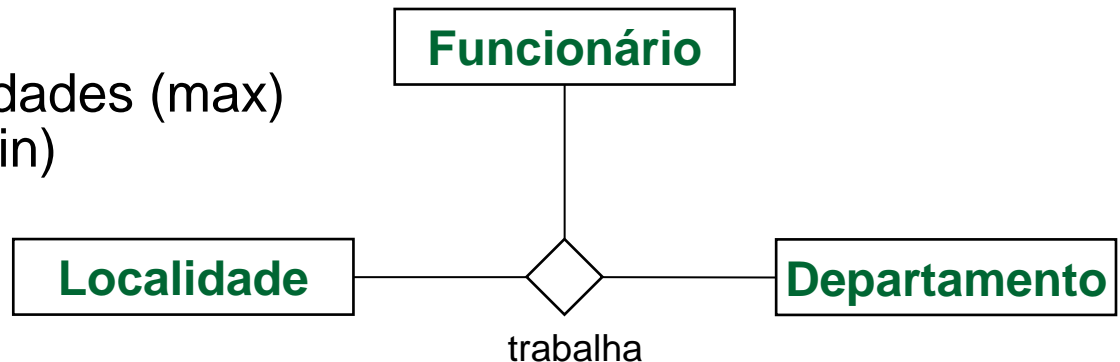 Funcionário
dades (max)
in)
Localidade
Departamento
trabalha